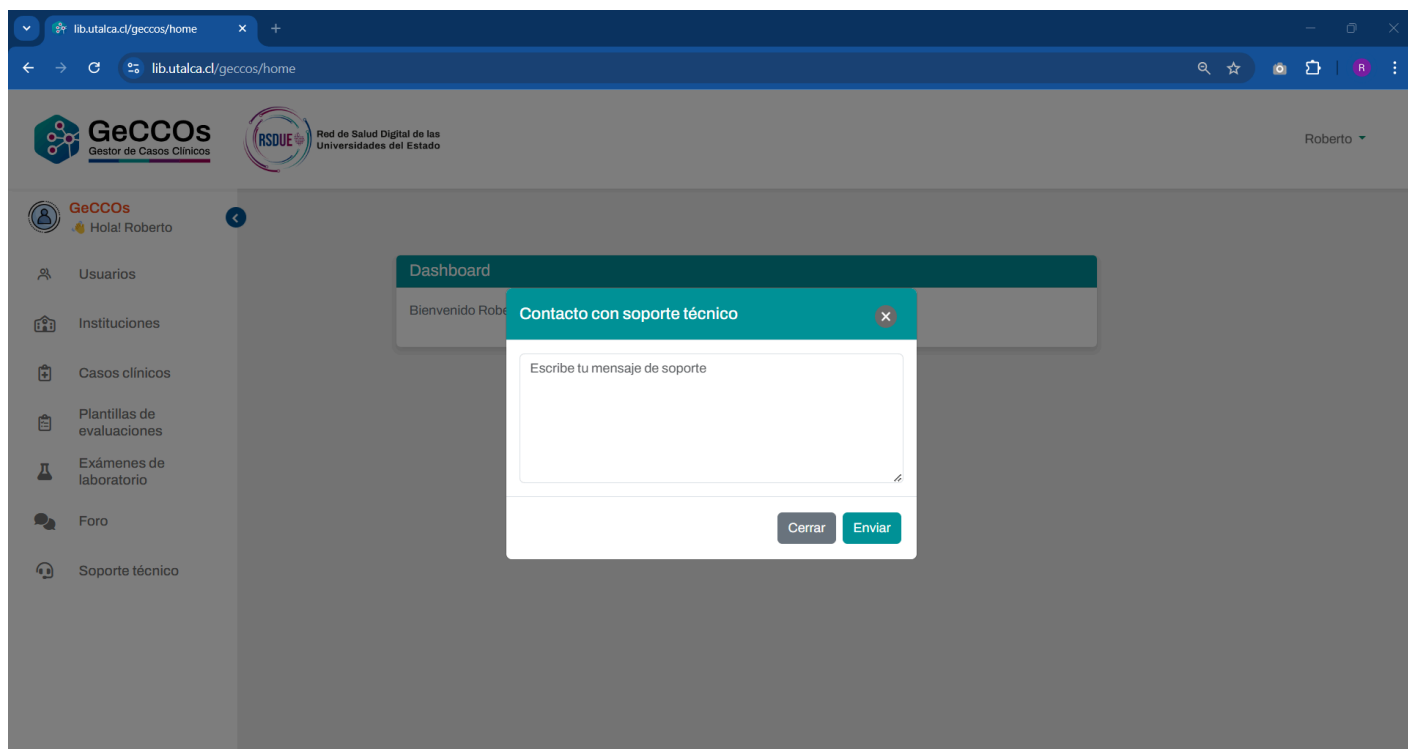 lib.utalca.cl/geccos/home
lib.utalca.cl/geccos/home
R
GeCCOs
Gestor de Casos Clínicos
RSDUE
Red de Salud Digital de las
Universidades del Estado
Roberto
GeCCOs
Hola! Roberto
Usuarios
Instituciones
Casos clínicos
Plantillas de
evaluaciones
Exámenes de
laboratorio
Foro
Soporte técnico
Dashboard
Bienvenido Robe
Contacto con soporte técnico
Escribe tu mensaje de soporte
Cerrar
Enviar